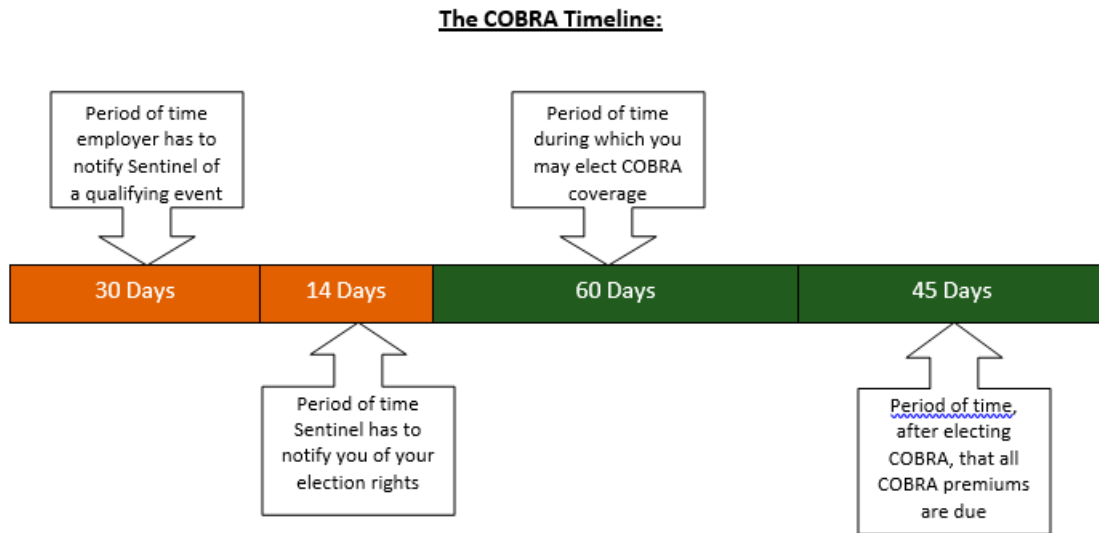 The COBRA Timeline:
Period of time
employer has to
notify Sentinel of
a qualifying event
Period of time
during which you
may elect COBRA
coverage
30 Days
14 Days
60 Days
45 Days
Period of time
Sentinel has to
notify you of your
election rights
Period of time,
after electing
COBRA, that all
COBRA premiums
are due